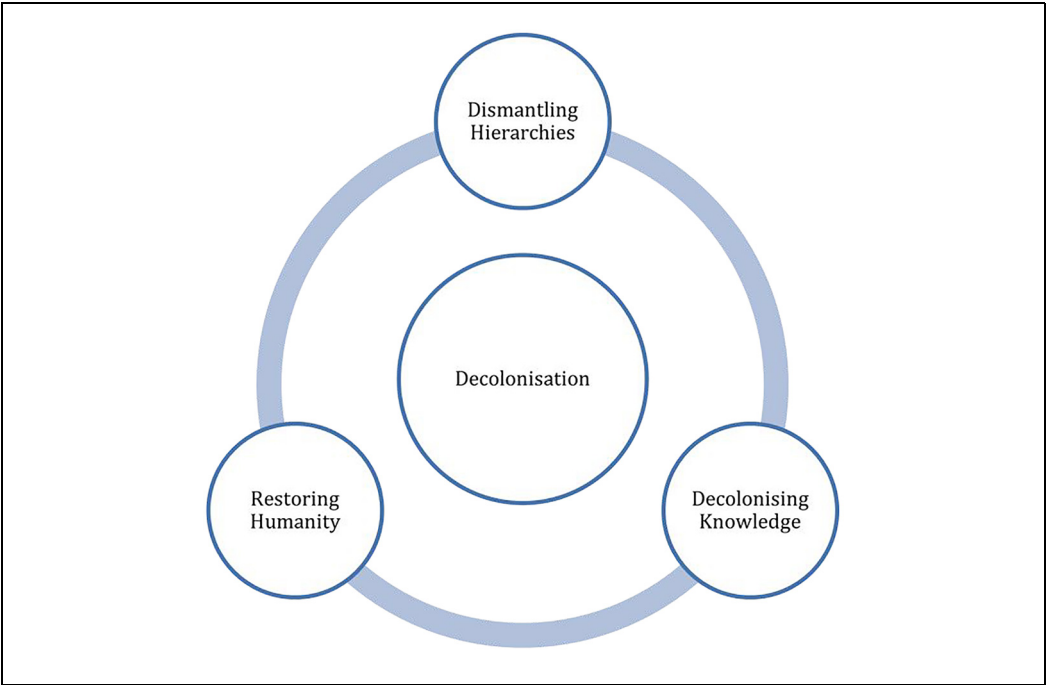 Dismantling
Hierarchies
Decolonisation
Restoring
Humanity
Decolonising
Knowledge